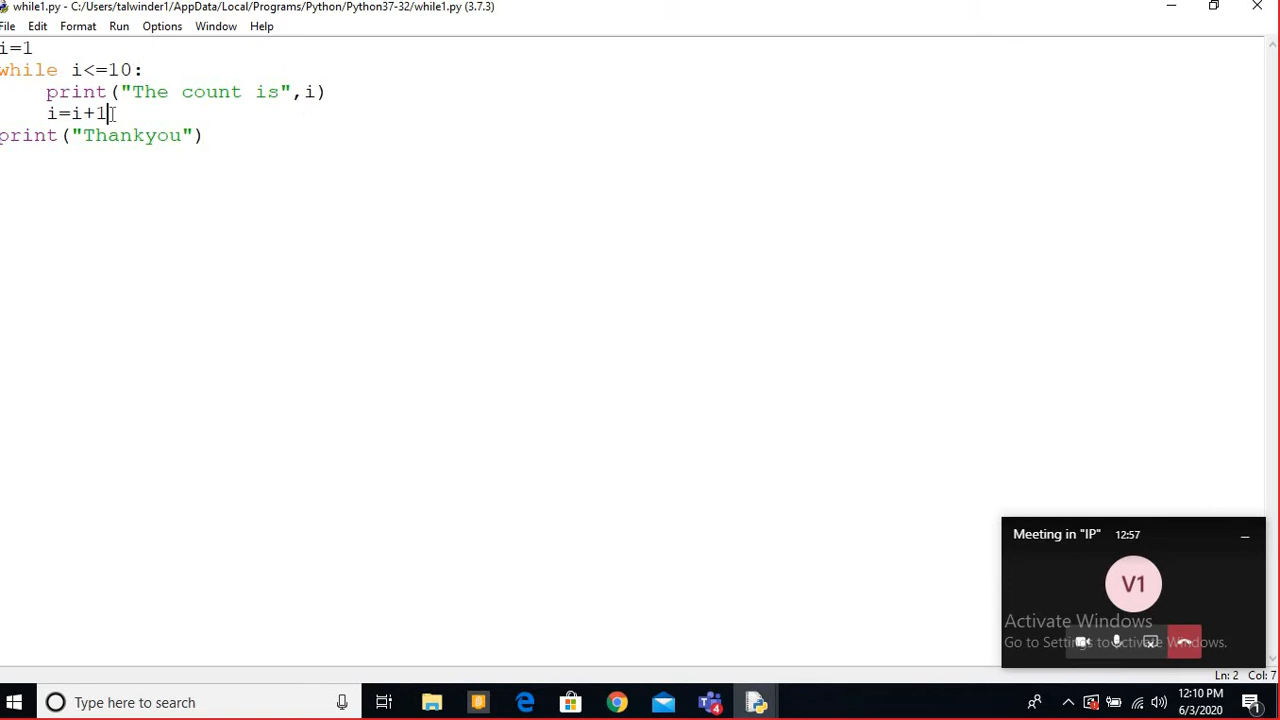 while1.py - C:/Users/talwinder1/AppData/Local/Programs/Python/Python37-32/while1.py (3.7.3)
File Edit Format Run Options Window Help
i=1
while i<=10:
print("The count is",i)
i=i+1
print("Thankyou")
Meeting in "IP" 12:57
V1
Activate Windows
Go to Settings to activate Windows.
Ln: 2 Col: 7
Type here to search
4
12:10 PM
6/3/2020
1